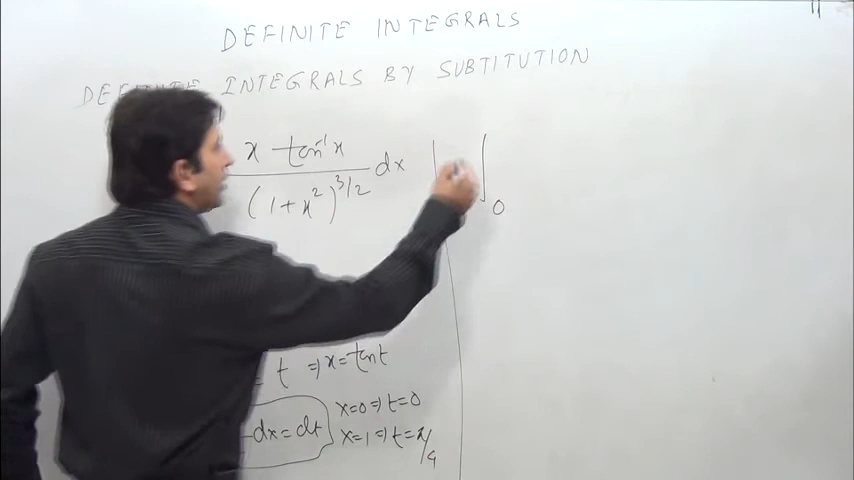 DEFINITE INTEGRALS
DEFINITE INTEGRALS BY SUBTITUTION
x tan⁻¹x
dx
(1+x²)^3/2
∫ 0
= t ⇒ x = tan t
x=0 ⇒ t=0
dx = dt
x=1 ⇒ t = π/4